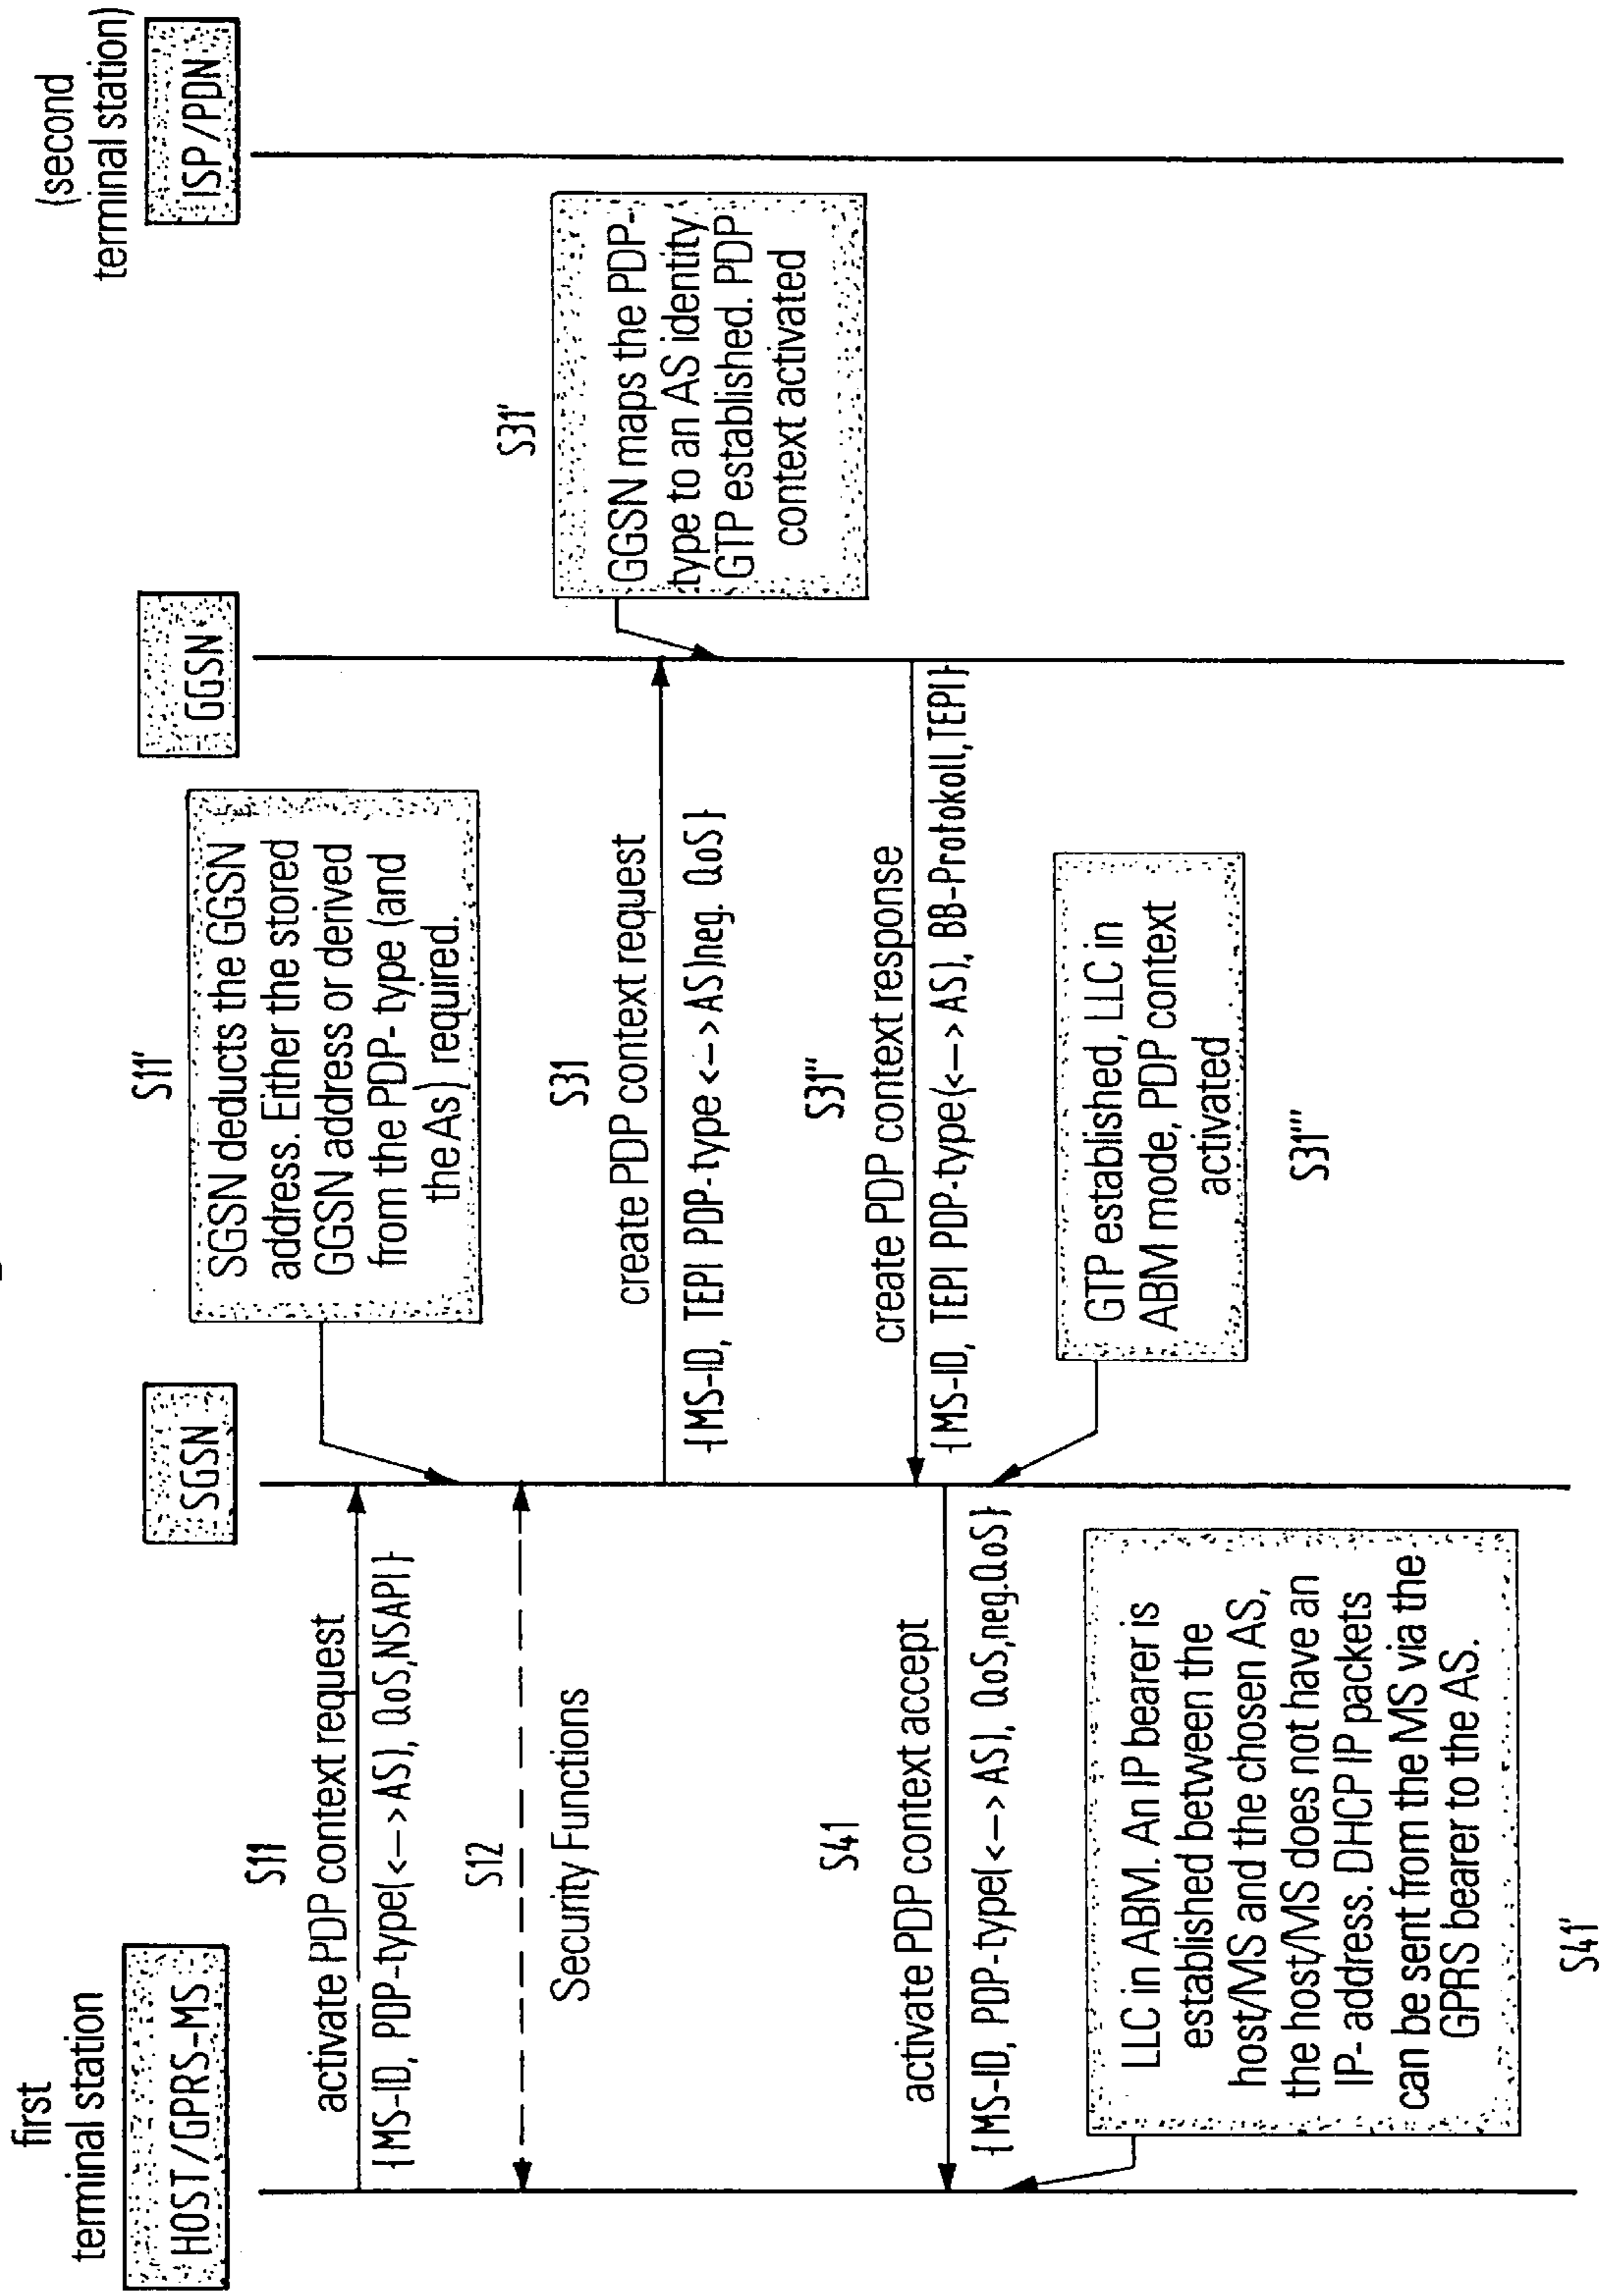 first
terminal station
HOST/GPRS-MS
SGSN
GGSN
(second
terminal station)
ISP/PDN
S11
activate PDP context request
{MS-ID, PDP-type(<-->AS), QoS,NSAPI}
S11'
SGSN deducts the GGSN
address. Either the stored
GGSN address or derived
from the PDP- type (and
the As) required.
S12
Security Functions
S31
create PDP context request
{MS-ID, TEPI PDP-type <-->AS)neg. QoS}
S31'
GGSN maps the PDP-
type to an AS identity
GTP established. PDP
context activated
S31''
create PDP context response
{MS-ID, TEPI PDP-type(<--> AS), BB-Protokoll,TEPI}
GTP established, LLC in
ABM mode, PDP context
activated
S31'''
S41
activate PDP context accept
{MS-ID, PDP-type(<--> AS), QoS,neg.QoS}
LLC in ABM. An IP bearer is
established between the
host/MS and the chosen AS,
the host/MS does not have an
IP- address. DHCP IP packets
can be sent from the MS via the
GPRS bearer to the AS.
S41'